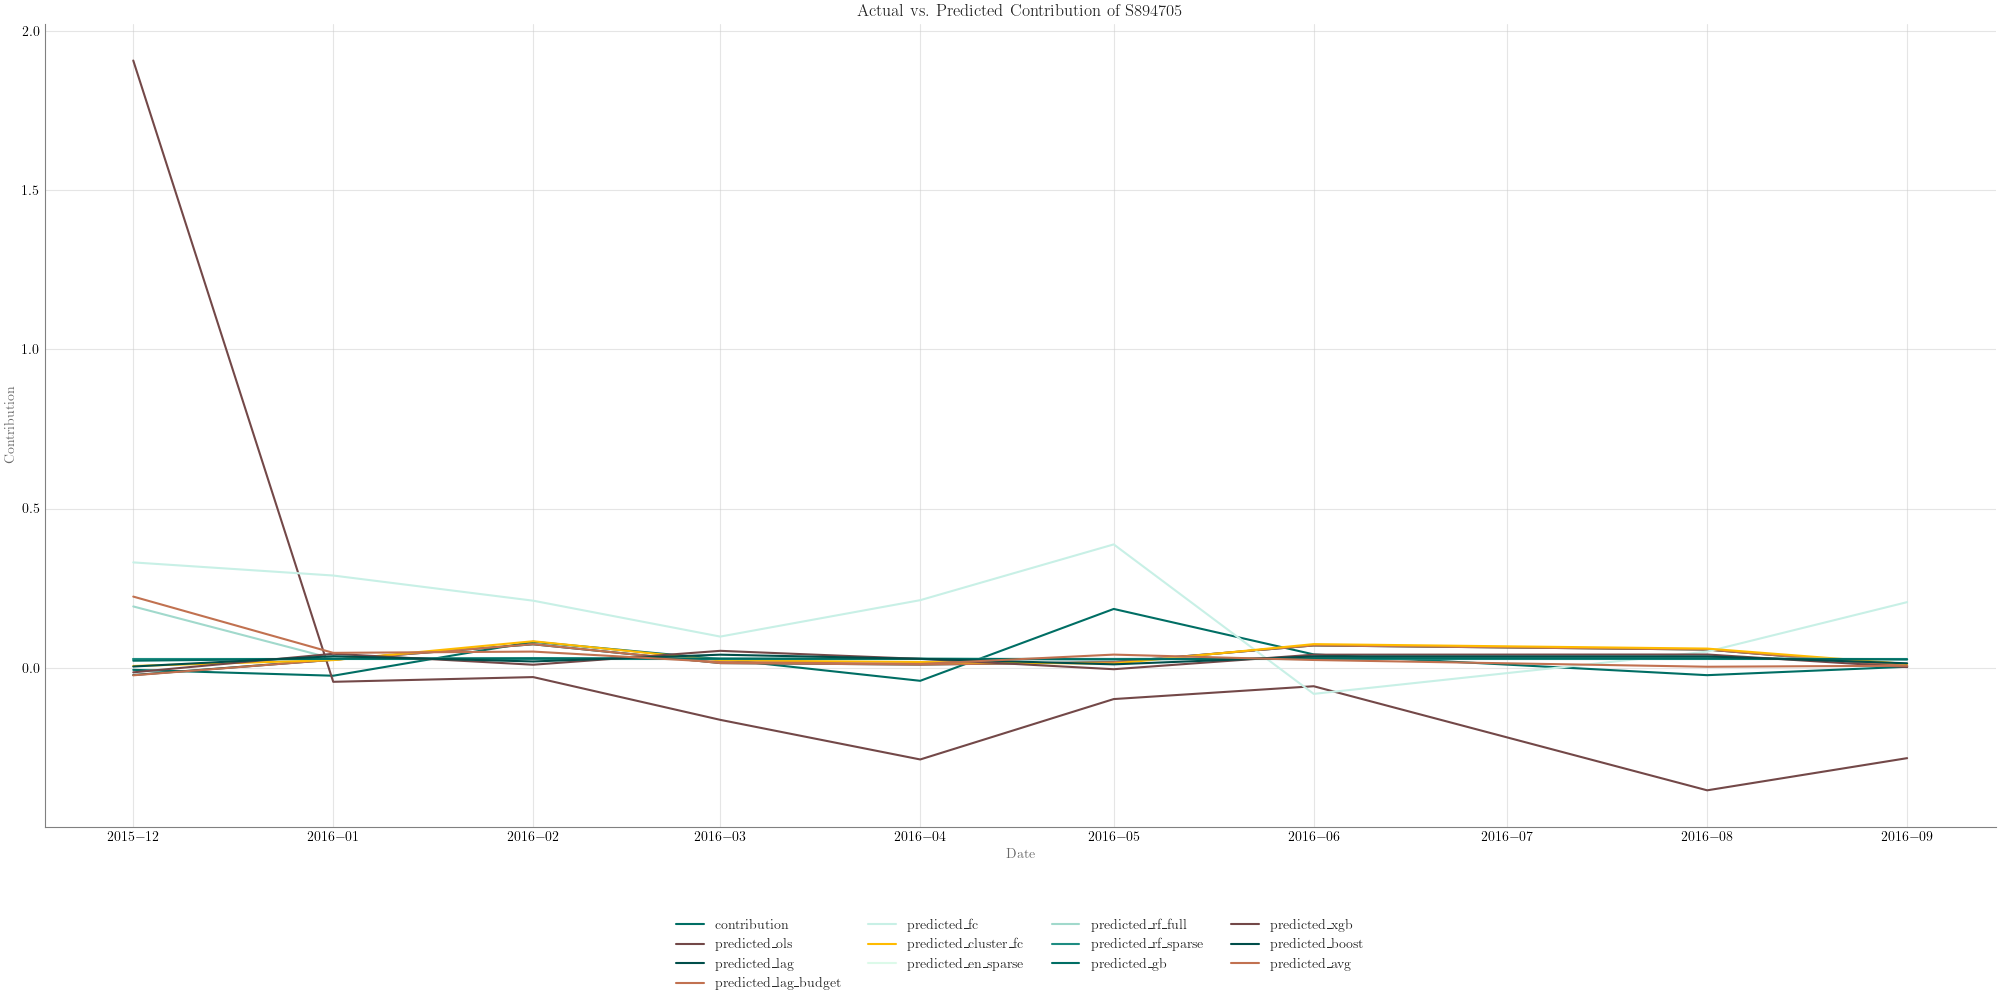 Actual vs. Predicted Contribution of S894705
2.0
1.5
1.0
0.5
0.0
Contribution
2015−12 2016−01 2016−02 2016−03 2016−04 2016−05 2016−06 2016−07 2016−08 2016−09
Date
contribution predicted_fc predicted_rf_full predicted_xgb
predicted_ols predicted_cluster_fc predicted_rf_sparse predicted_boost
predicted_lag predicted_en_sparse predicted_gb predicted_avg
predicted_lag_budget